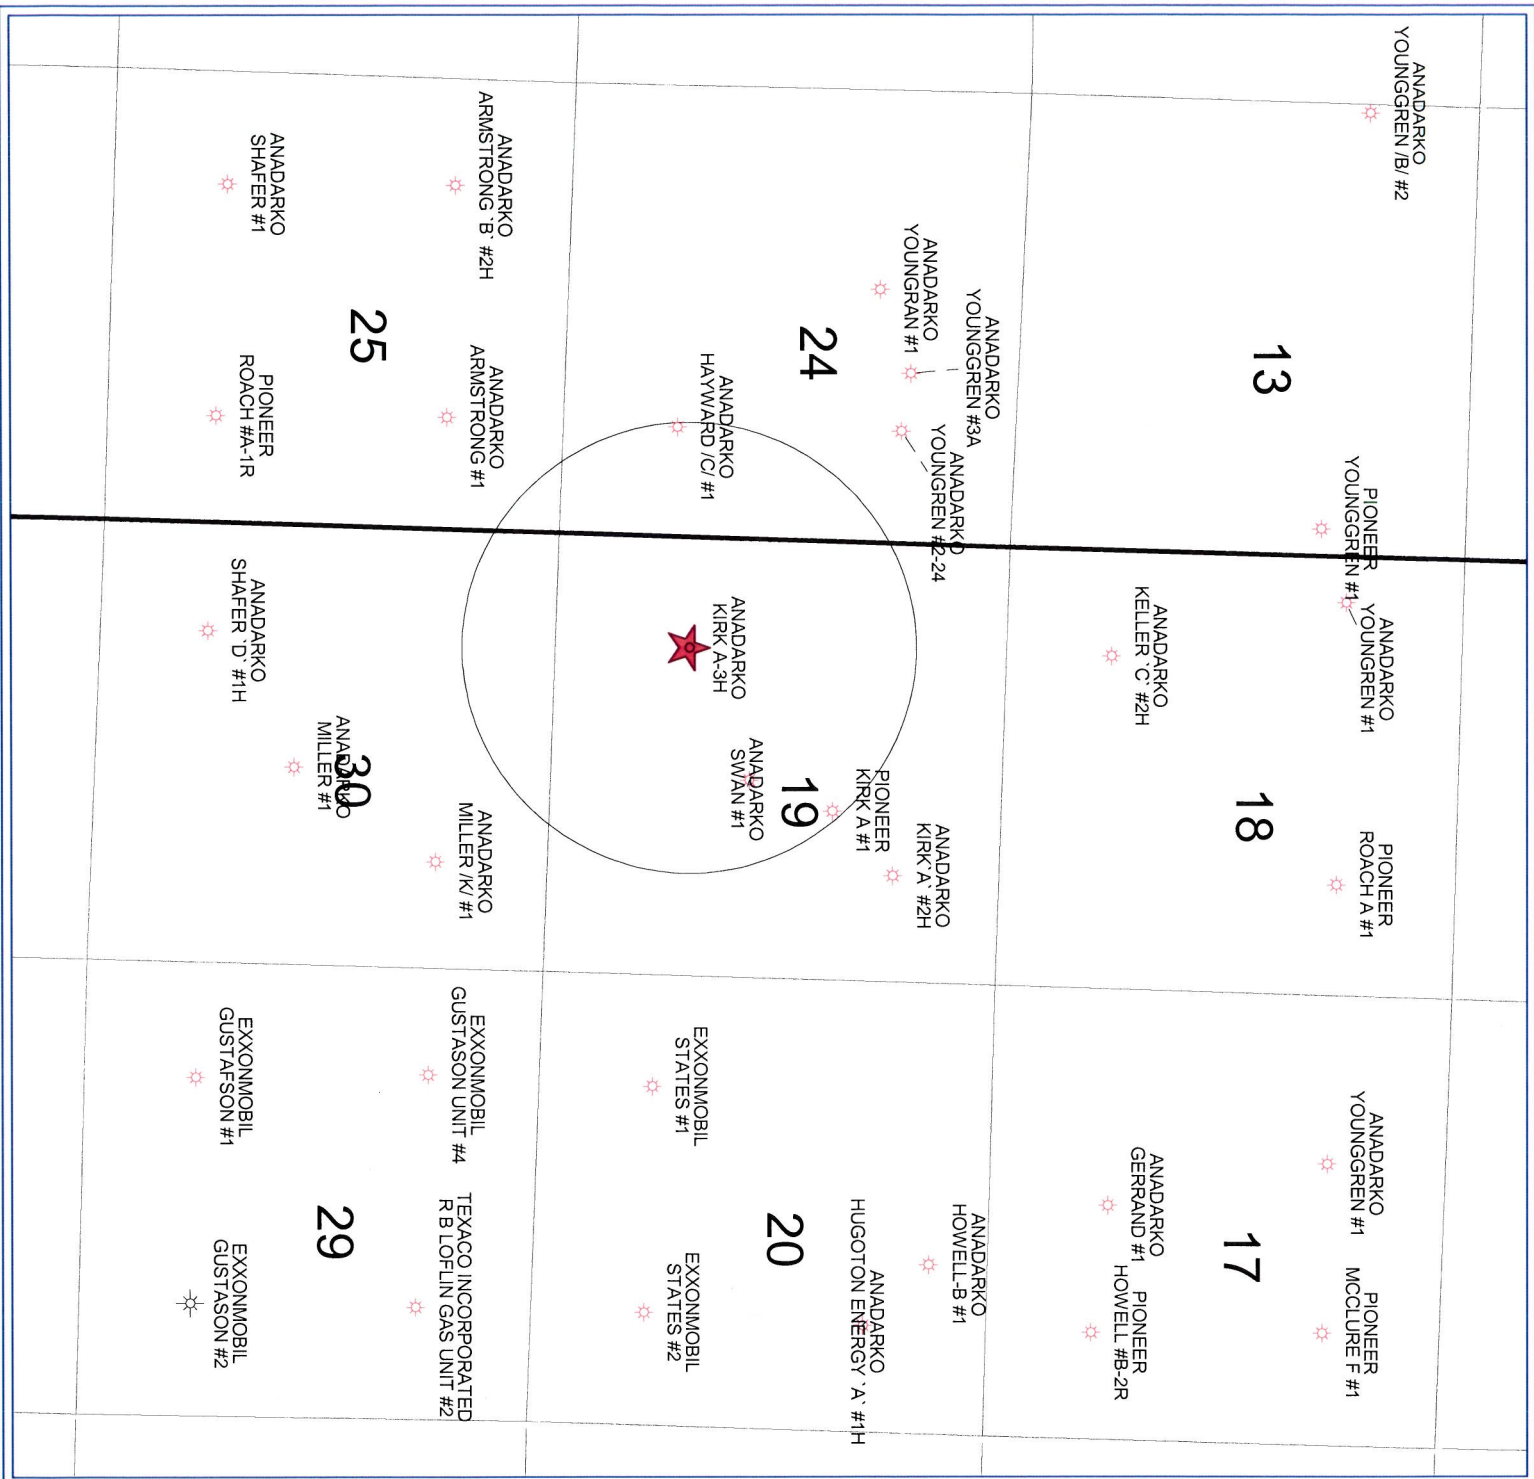 ANADARKO
YOUNGGREN /B/ #2
13
PIONEER
YOUNGGREN #1
ANADARKO
YOUNGREN #1
ANADARKO
KELLER `C` #2H
18
PIONEER
ROACH A #1
ANADARKO
YOUNGGREN #1
PIONEER
MCCLURE F #1
17
ANADARKO
GERRAND #1
PIONEER
HOWELL #B-2R
ANADARKO
YOUNGGREN #3A
ANADARKO
YOUNGRAN #1
ANADARKO
YOUNGREN #2-24
24
ANADARKO
HAYWARD /C/ #1
ANADARKO
KIRK A-3H
ANADARKO
SWAN #1
19
PIONEER
KIRK A #1
ANADARKO
KIRK `A` #2H
ANADARKO
HOWELL-B #1
ANADARKO
HUGOTON ENERGY `A` #1H
20
EXXONMOBIL
STATES #1
EXXONMOBIL
STATES #2
ANADARKO
ARMSTRONG `B` #2H
ANADARKO
ARMSTRONG #1
25
ANADARKO
SHAFER #1
PIONEER
ROACH #A-1R
ANADARKO
MILLER /K/ #1
ANADARKO
MILLER #1
30
ANADARKO
SHAFER `D` #1H
EXXONMOBIL
GUSTASON UNIT #4
TEXACO INCORPORATED
R B LOFLIN GAS UNIT #2
29
EXXONMOBIL
GUSTAFSON #1
EXXONMOBIL
GUSTASON #2